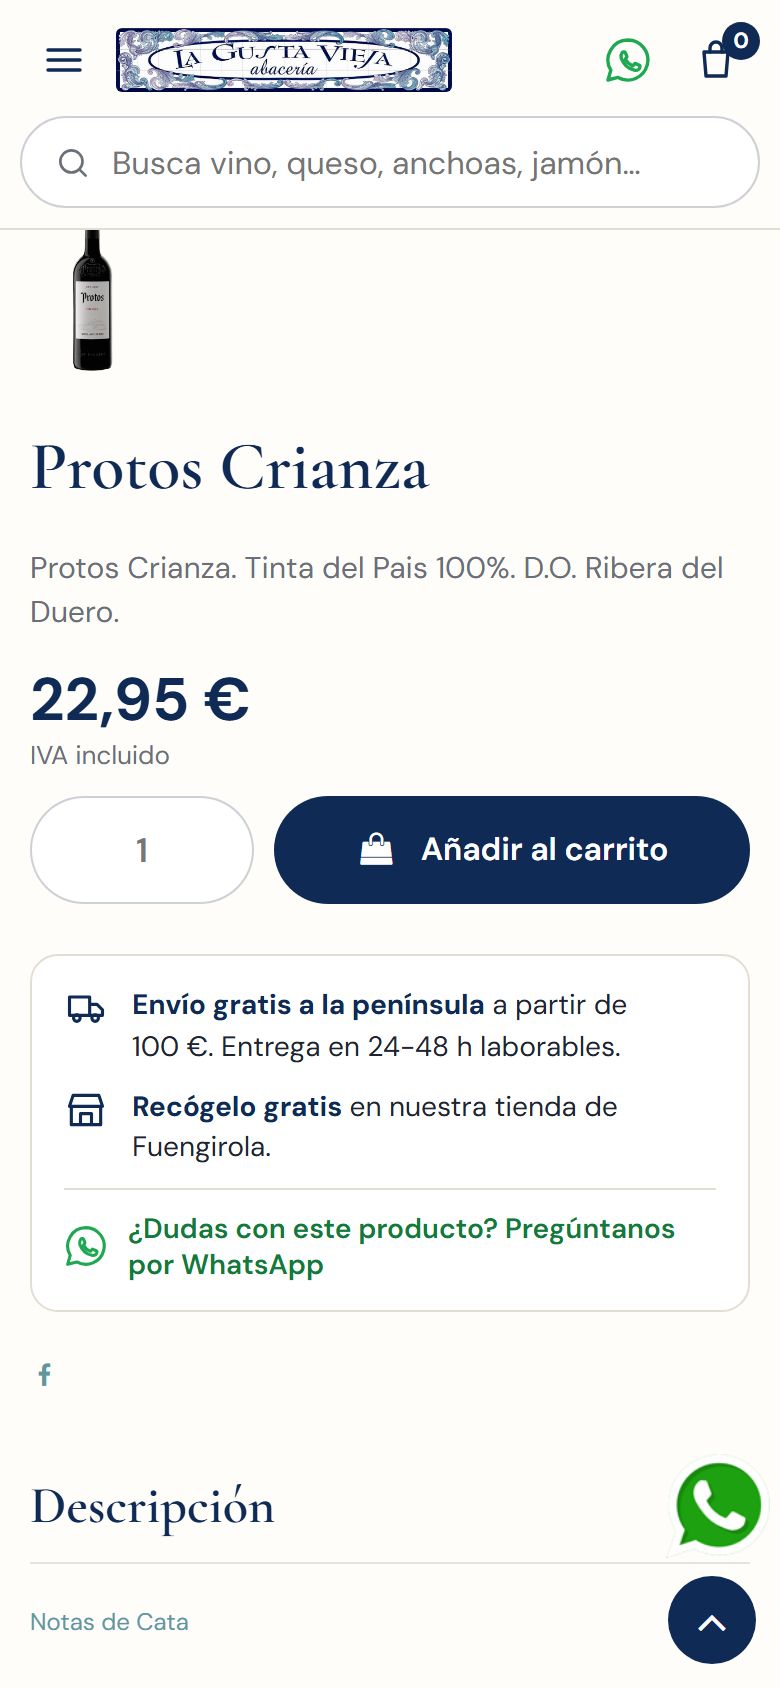 LA GUSTA VIEJA
abacería
0
Busca vino, queso, anchoas, jamón...
Protos
Protos Crianza
Protos Crianza. Tinta del Pais 100%. D.O. Ribera del
Duero.
22,95 €
IVA incluido
1
Añadir al carrito
Envío gratis a la península a partir de
100 €. Entrega en 24-48 h laborables.
Recógelo gratis en nuestra tienda de
Fuengirola.
¿Dudas con este producto? Pregúntanos
por WhatsApp
Descripción
Notas de Cata